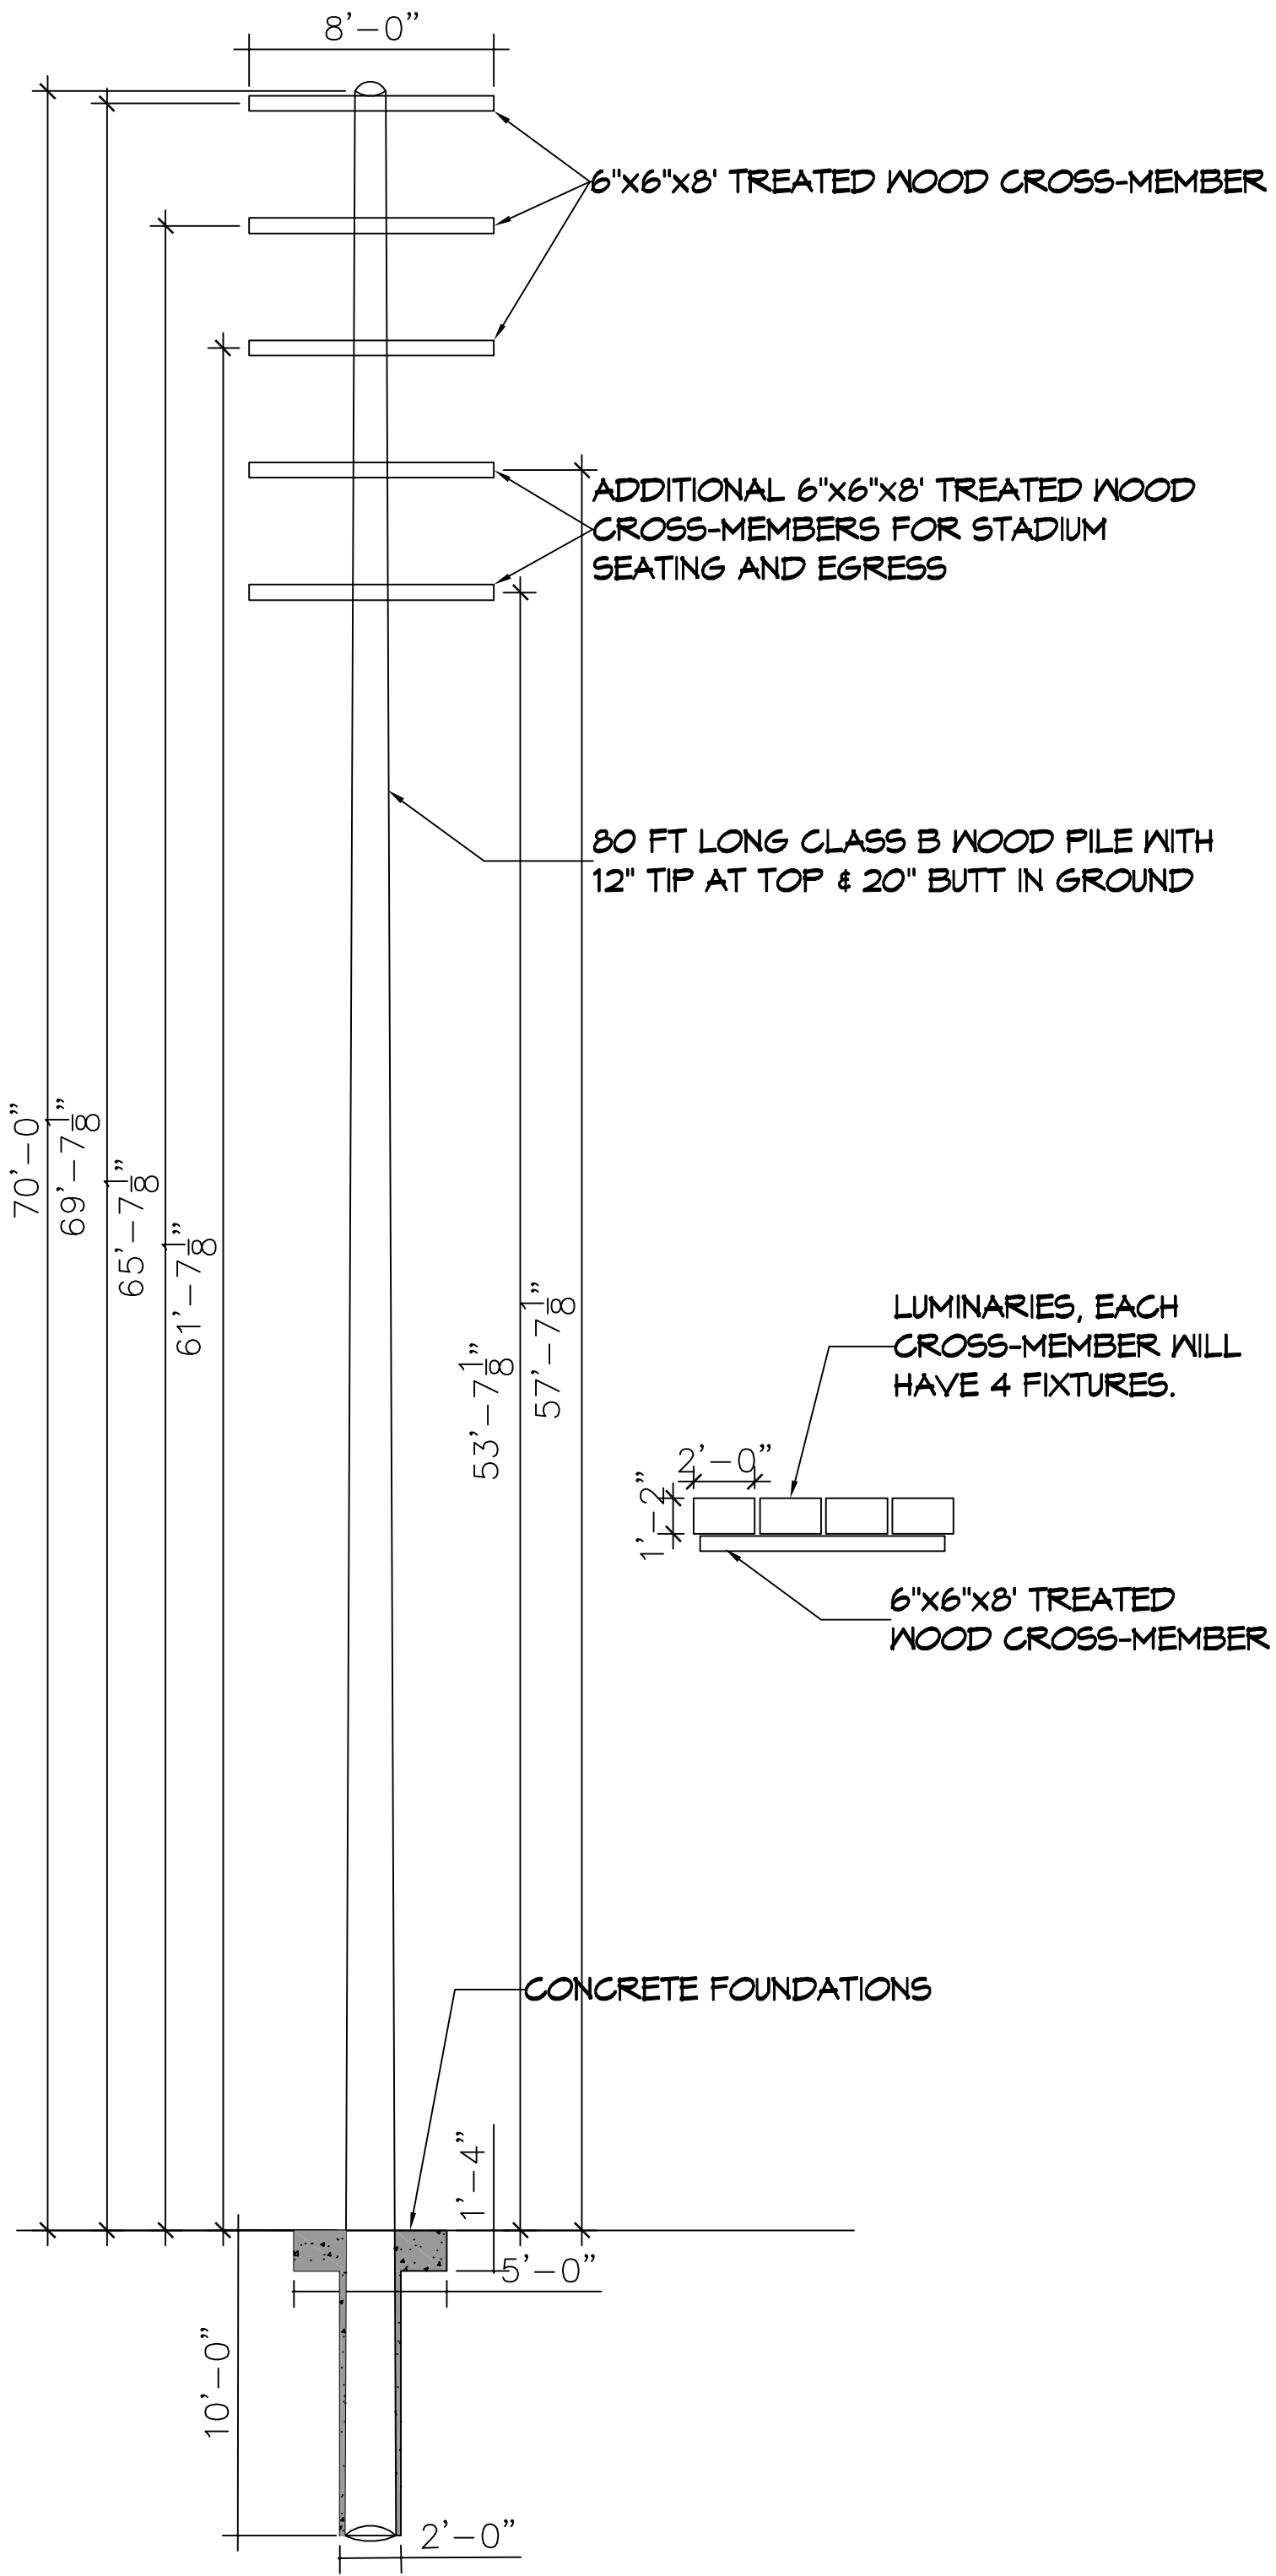 8'-0"
6"x6"x8' TREATED WOOD CROSS-MEMBER
ADDITIONAL 6"x6"x8' TREATED WOOD
CROSS-MEMBERS FOR STADIUM
SEATING AND EGRESS
80 FT LONG CLASS B WOOD PILE WITH
12" TIP AT TOP & 20" BUTT IN GROUND
70'-0"
69'-7 1/8"
65'-7 1/8"
61'-7 1/8"
53'-7 1/8"
57'-7 1/8"
LUMINARIES, EACH
CROSS-MEMBER WILL
HAVE 4 FIXTURES.
2'-0"
1'-2"
6"x6"x8' TREATED
WOOD CROSS-MEMBER
CONCRETE FOUNDATIONS
1'-4"
5'-0"
10'-0"
2'-0"